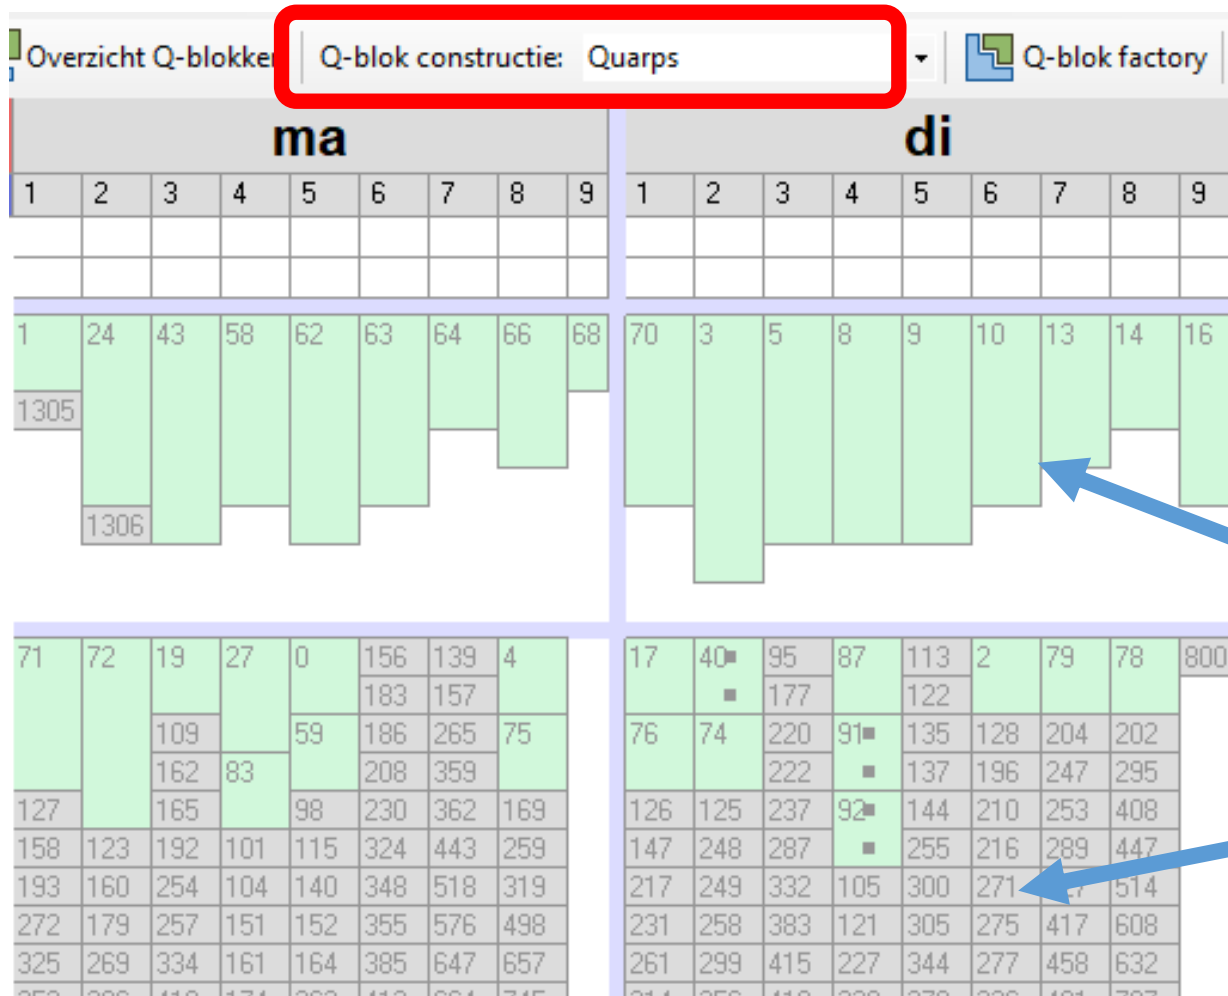 Overzicht Q-blokken Q-blok constructie: Quarps Q-blok factory
ma di
1 2 3 4 5 6 7 8 9 1 2 3 4 5 6 7 8 9
1 24 43 58 62 63 64 66 68 70 3 5 8 9 10 13 14 16
1305
1306
71 72 19 27 0 156 139 4 17 40 95 87 113 2 79 78 800
183 157 177 122
109 59 186 265 75 76 74 220 91 135 128 204 202
162 83 208 359 222 137 196 247 295
127 165 98 230 362 169 126 125 237 92 144 210 253 408
158 123 192 101 115 324 443 259 147 248 287 255 216 289 447
193 160 254 104 140 348 518 319 217 249 332 105 300 271 514
272 179 257 151 152 355 576 498 231 258 383 121 305 275 417 608
325 269 334 161 164 385 647 657 261 299 415 227 344 277 458 632